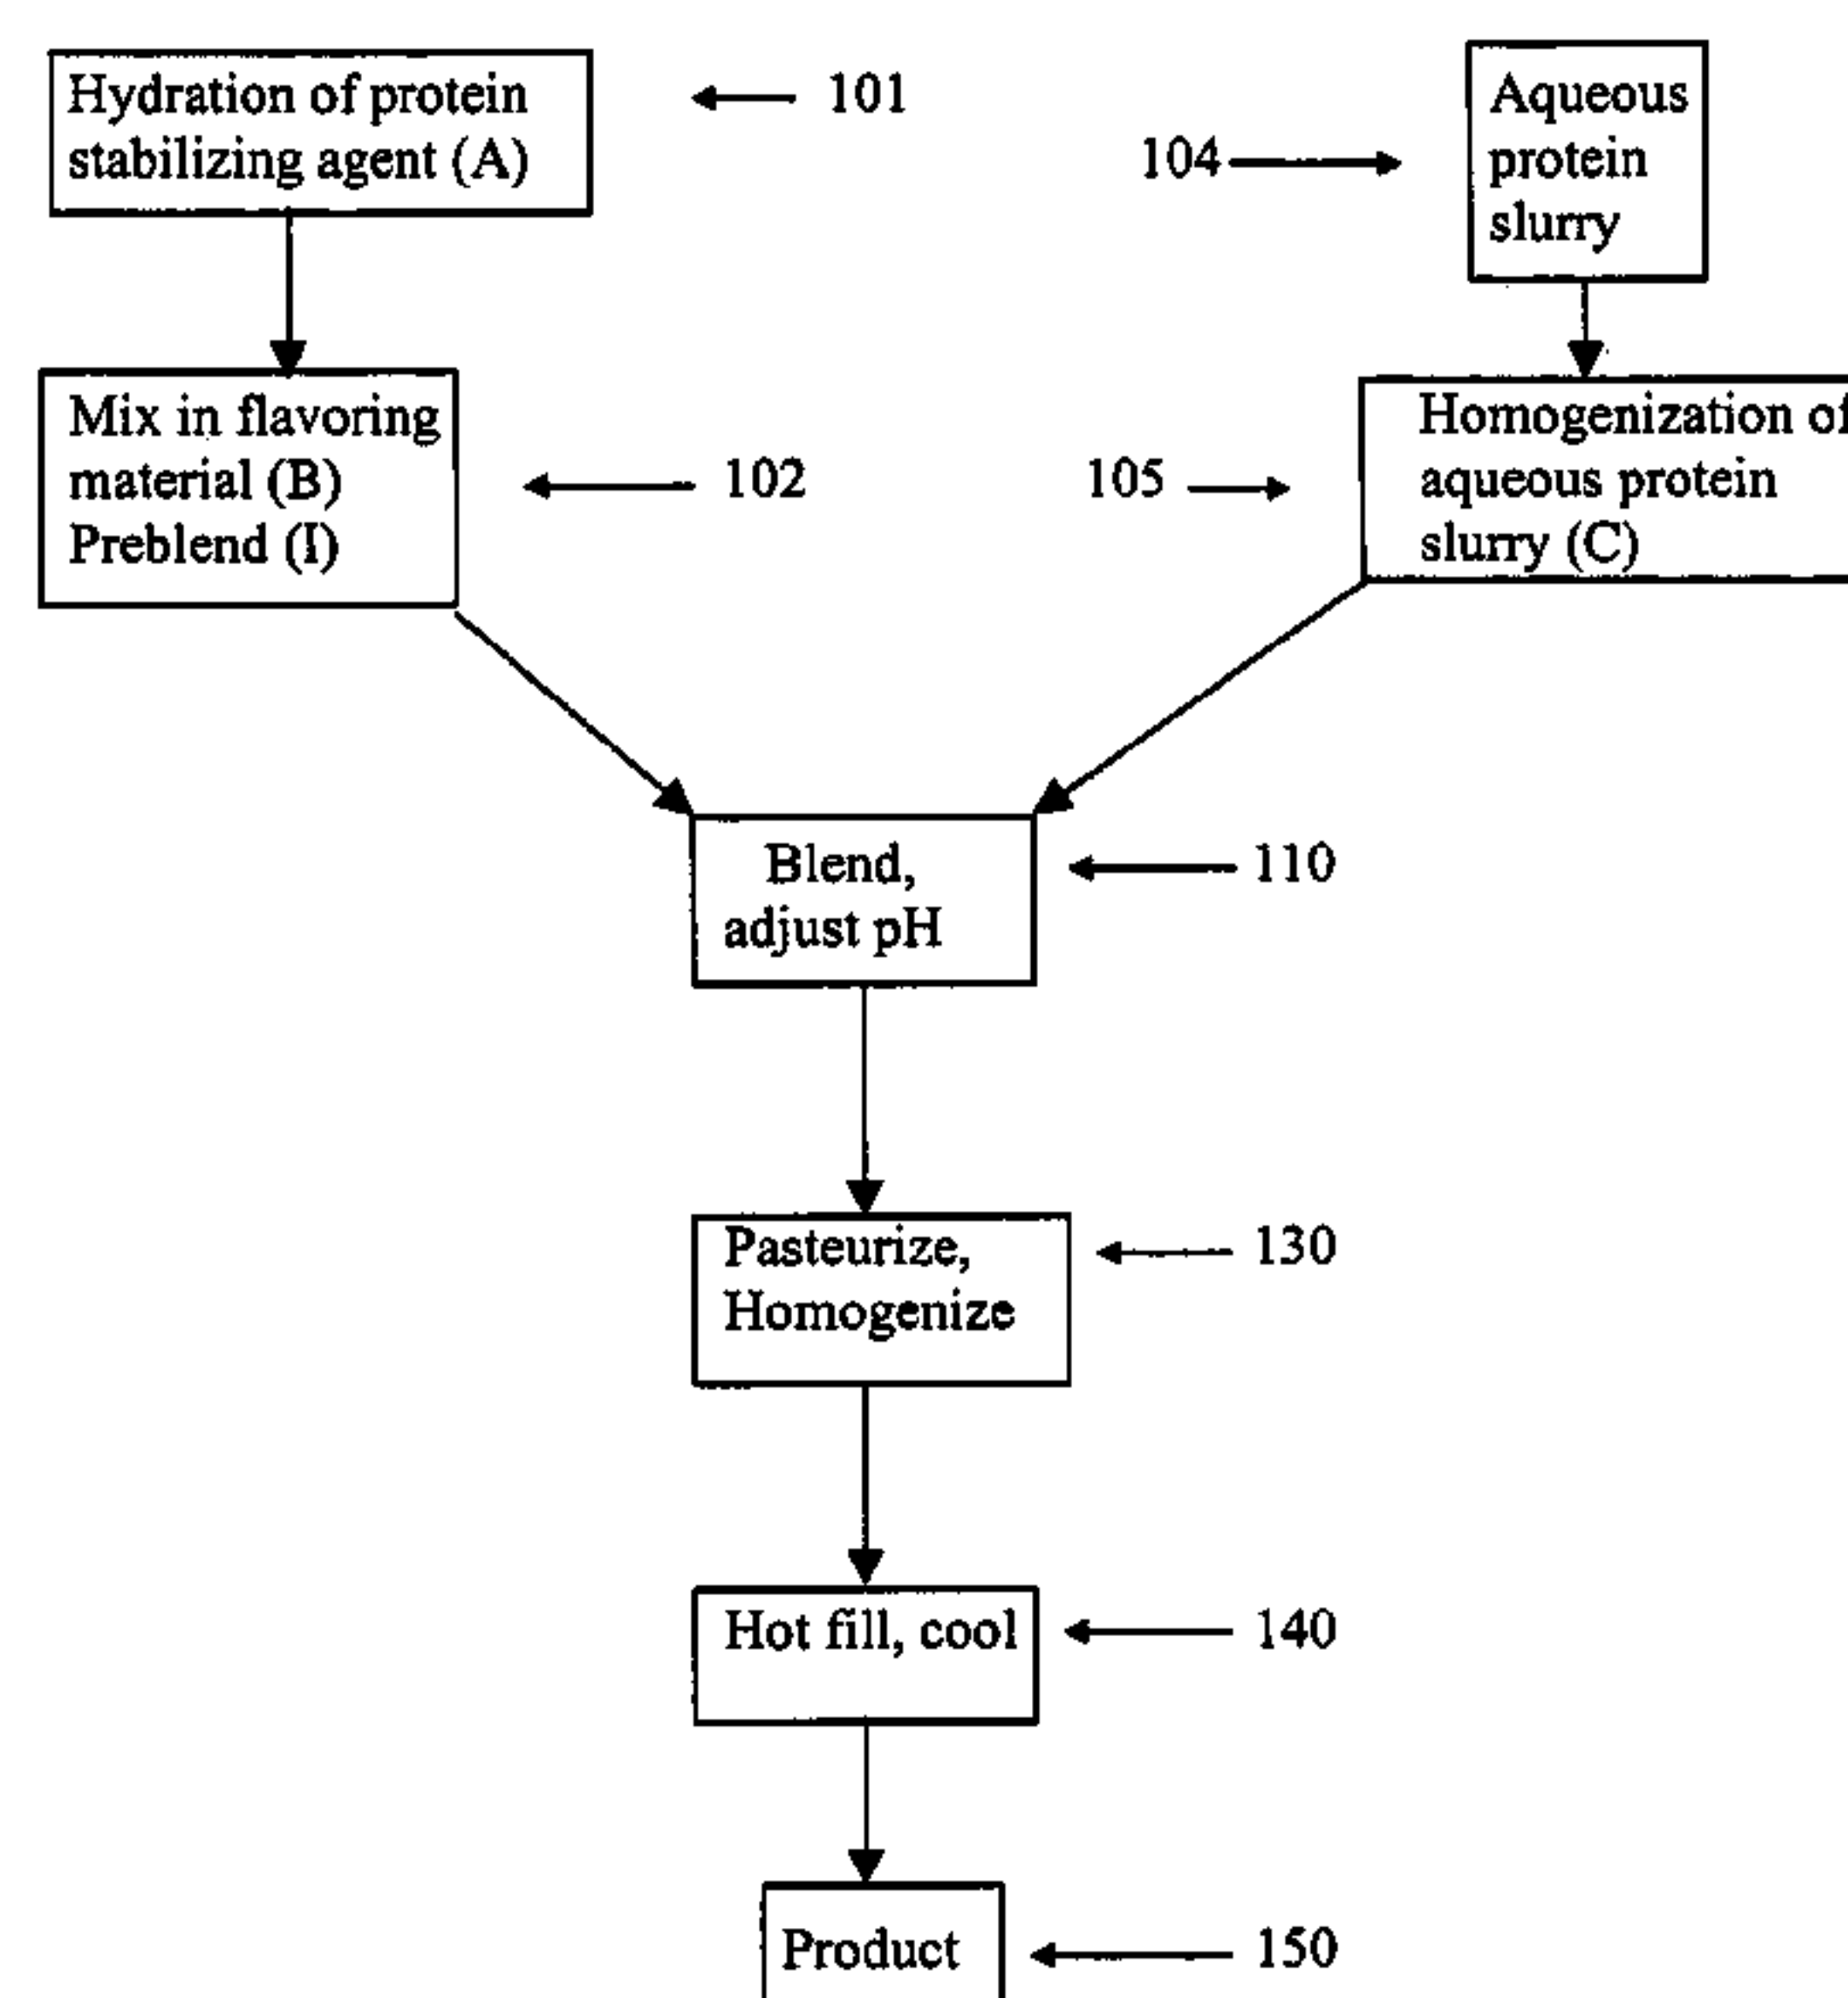 Hydration of protein
stabilizing agent (A)
101
104
Aqueous
protein
slurry
Mix in flavoring
material (B)
Preblend (I)
102
105
Homogenization of
aqueous protein
slurry (C)
Blend,
adjust pH
110
Pasteurize,
Homogenize
130
Hot fill, cool
140
Product
150